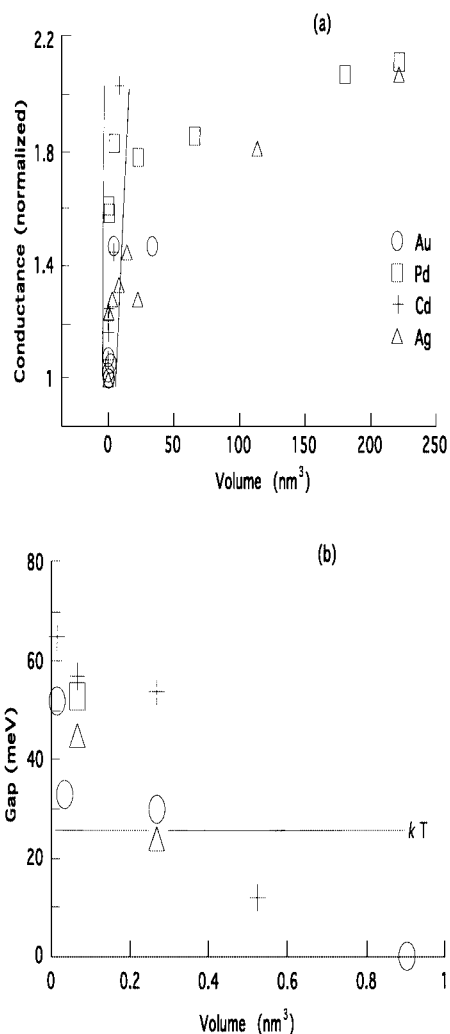 (a)
2.2
1.8
1.4
1
Conductance (normalized)
Au
Pd
Cd
Ag
0
50
100
150
200
250
Volume (nm³)
(b)
80
60
40
20
0
Gap (meV)
kT
0
0.2
0.4
0.6
0.8
1
Volume (nm³)